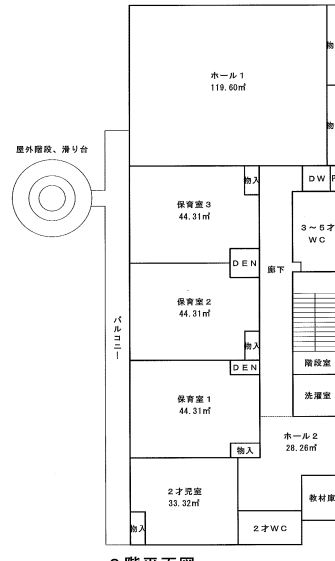 ホール1
119.60㎡
物
物
屋外階段、滑り台
物入
DW
保育室3
44.31㎡
3～5才
WC
DEN
廊下
保育室2
44.31㎡
バルコニー
物入
階段室
DEN
保育室1
44.31㎡
洗濯室
ホール2
28.26㎡
物入
2才児室
33.32㎡
教材庫
物入
2才WC